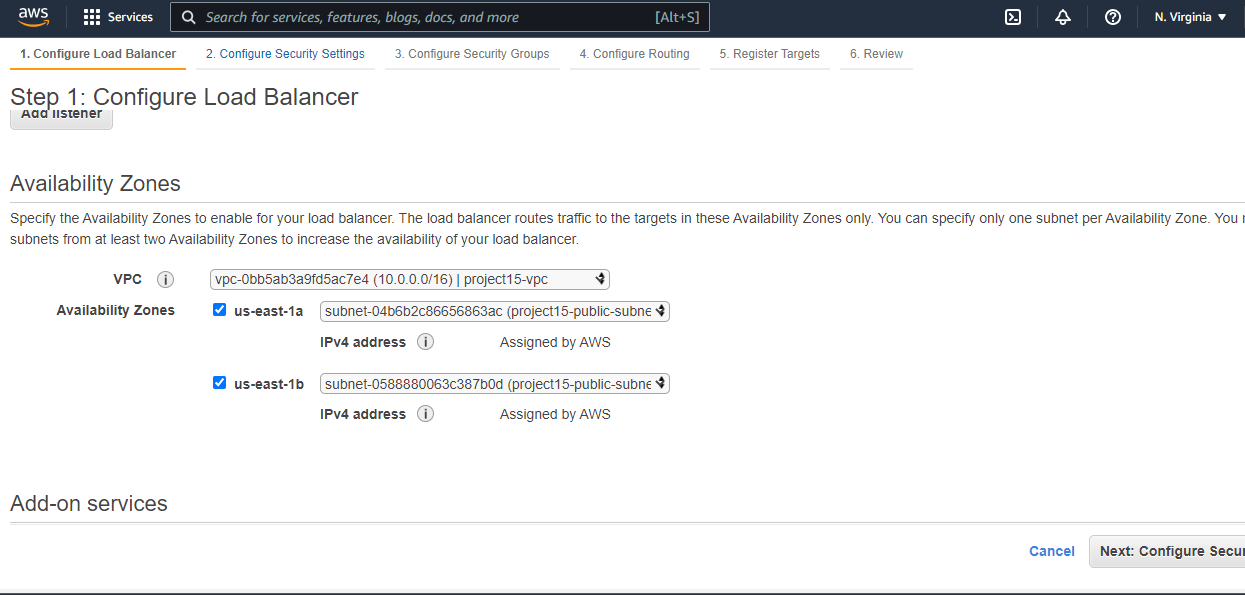 aws
Services
Search for services, features, blogs, docs, and more [Alt+S]
N. Virginia
1. Configure Load Balancer 2. Configure Security Settings 3. Configure Security Groups 4. Configure Routing 5. Register Targets 6. Review
Step 1: Configure Load Balancer
Add listener
Availability Zones
Specify the Availability Zones to enable for your load balancer. The load balancer routes traffic to the targets in these Availability Zones only. You can specify only one subnet per Availability Zone. You
subnets from at least two Availability Zones to increase the availability of your load balancer.
VPC i vpc-0bb5ab3a9fd5ac7e4 (10.0.0.0/16) | project15-vpc
Availability Zones us-east-1a subnet-04b6b2c86656863ac (project15-public-subne
IPv4 address i Assigned by AWS
us-east-1b subnet-0588880063c387b0d (project15-public-subne
IPv4 address i Assigned by AWS
Add-on services
Cancel Next: Configure Secur